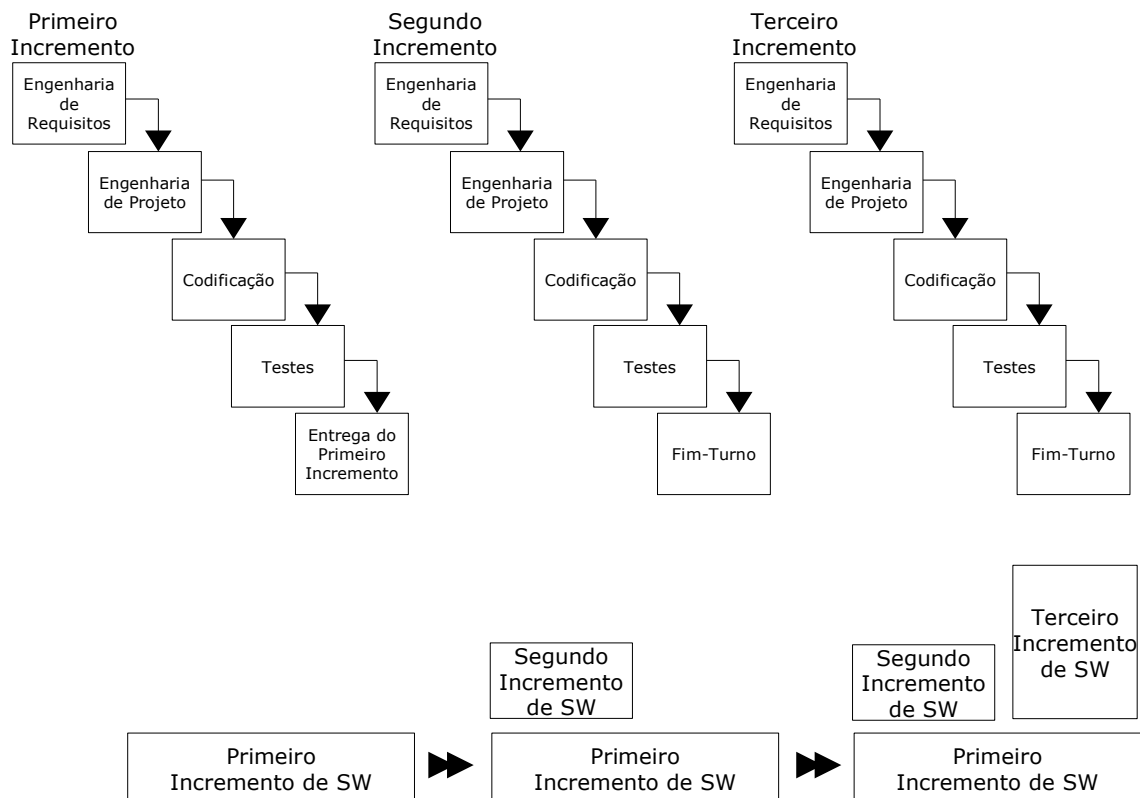 Primeiro
Incremento
Engenharia
de
Requisitos
Engenharia
de Projeto
Codificação
Testes
Entrega do
Primeiro
Incremento
Segundo
Incremento
Engenharia
de
Requisitos
Engenharia
de Projeto
Codificação
Testes
Fim-Turno
Terceiro
Incremento
Engenharia
de
Requisitos
Engenharia
de Projeto
Codificação
Testes
Fim-Turno
Primeiro
Incremento de SW
Segundo
Incremento
de SW
Primeiro
Incremento de SW
Segundo
Incremento
de SW
Terceiro
Incremento
de SW
Primeiro
Incremento de SW